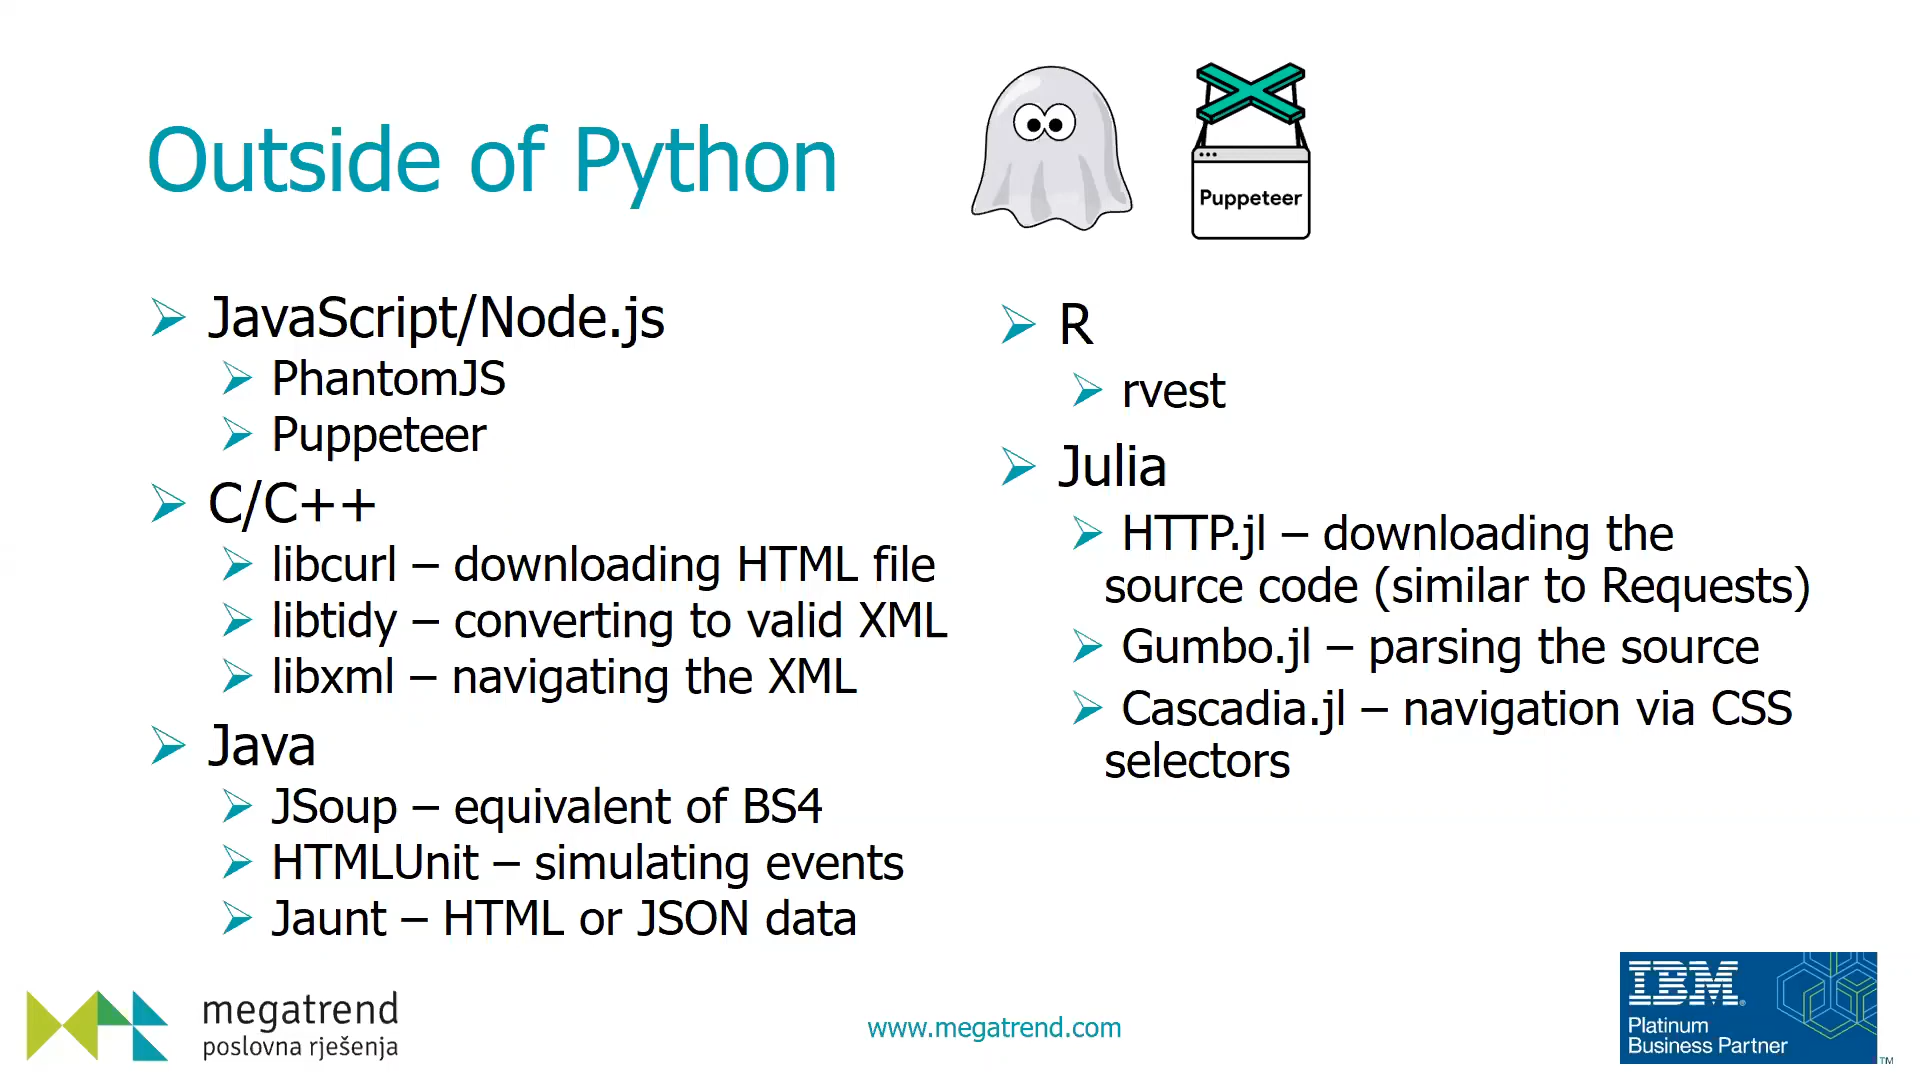 Outside of Python
Puppeteer
JavaScript/Node.js
PhantomJS
Puppeteer
C/C++
libcurl – downloading HTML file
libtidy – converting to valid XML
libxml – navigating the XML
Java
JSoup – equivalent of BS4
HTMLUnit – simulating events
Jaunt – HTML or JSON data
R
rvest
Julia
HTTP.jl – downloading the
source code (similar to Requests)
Gumbo.jl – parsing the source
Cascadia.jl – navigation via CSS
selectors
megatrend
poslovna rješenja
www.megatrend.com
IBM®
Platinum
Business Partner
™